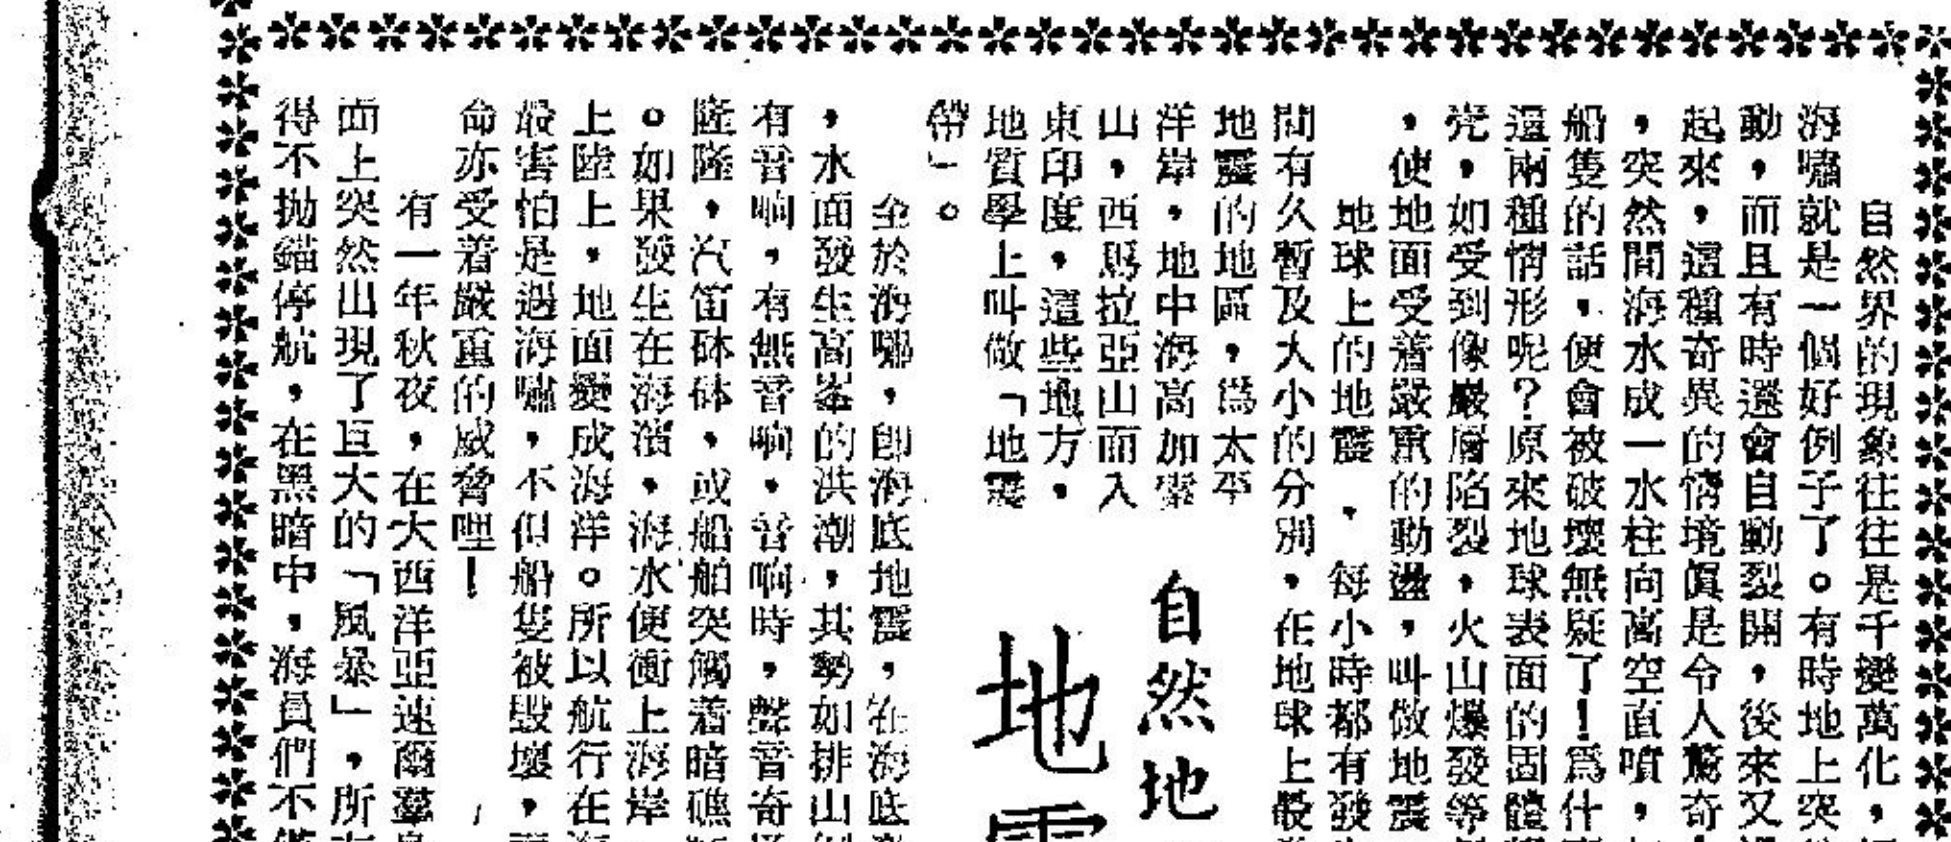 自然界的現象往往是千變萬化，
海嘯就是一個好例子了。有時地上突
動，而且有時還會自動裂開，後來又
起來，這種奇異的情境眞是令人驚奇
，突然間海水成一水柱向高空直噴，
船隻的話，便會被破壞無疑了！爲什
這兩種情形呢？原來地球表面的固體
壳，如受到像巖層陷裂，火山爆發等
，使地面受着嚴重的動盪，叫做地震
地球上的地震，每小時都有發
間有久暫及大小的分別，在地球上最
地震的地區，爲太平
洋岸，地中海高加索
山，西馬拉亞山而入
東印度，這些地方，
地質學上叫做「地震
帶」。
自然地
地震
至於海嘯，卽海底地震，在海底
，水面發生高峯的洪潮，其勢如排山
有音响，有無音响，音响時，聲音奇
隆隆，汽笛砵砵，或船舶突觸着暗礁
。如果發生在海濱，海水便衝上海岸
上陸上，地面變成海洋。所以航行在
最害怕是遇海嘯，不但船隻被毀壞，
命亦受着嚴重的威脅哩！
有一年秋夜，在大西洋亞速爾羣
面上突然出現了巨大的「風暴」，所
得不拋錨停航，在黑暗中，海員們不